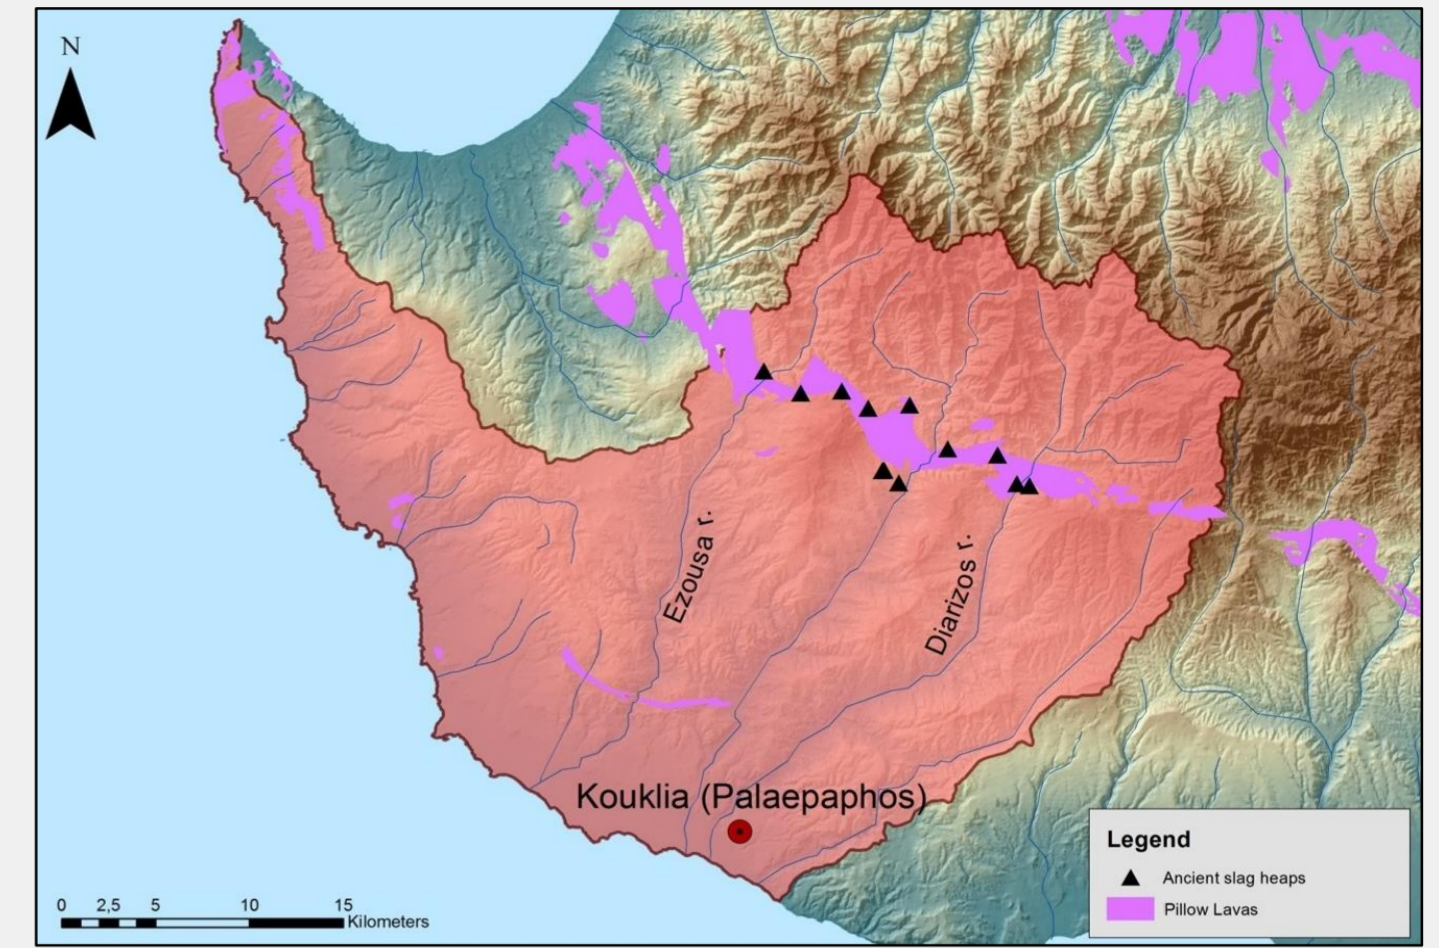 N
Ezousa r.
Diarizos r.
Kouklia (Palaepaphos)
Legend
Ancient slag heaps
Pillow Lavas
0 2,5 5 10 15
Kilometers